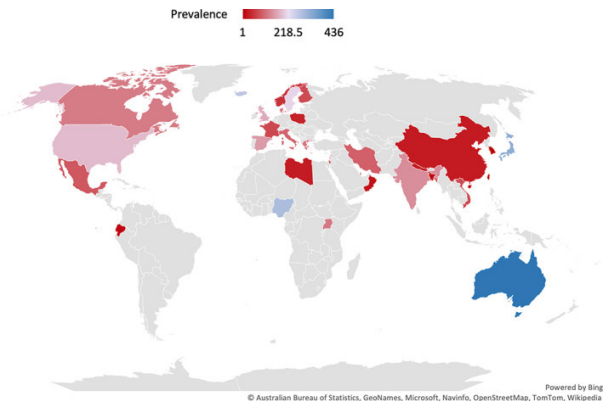 Prevalence
1 218.5 436
Powered by Bing
© Australian Bureau of Statistics, GeoNames, Microsoft, Navinfo, OpenStreetMap, TomTom, Wikipedia